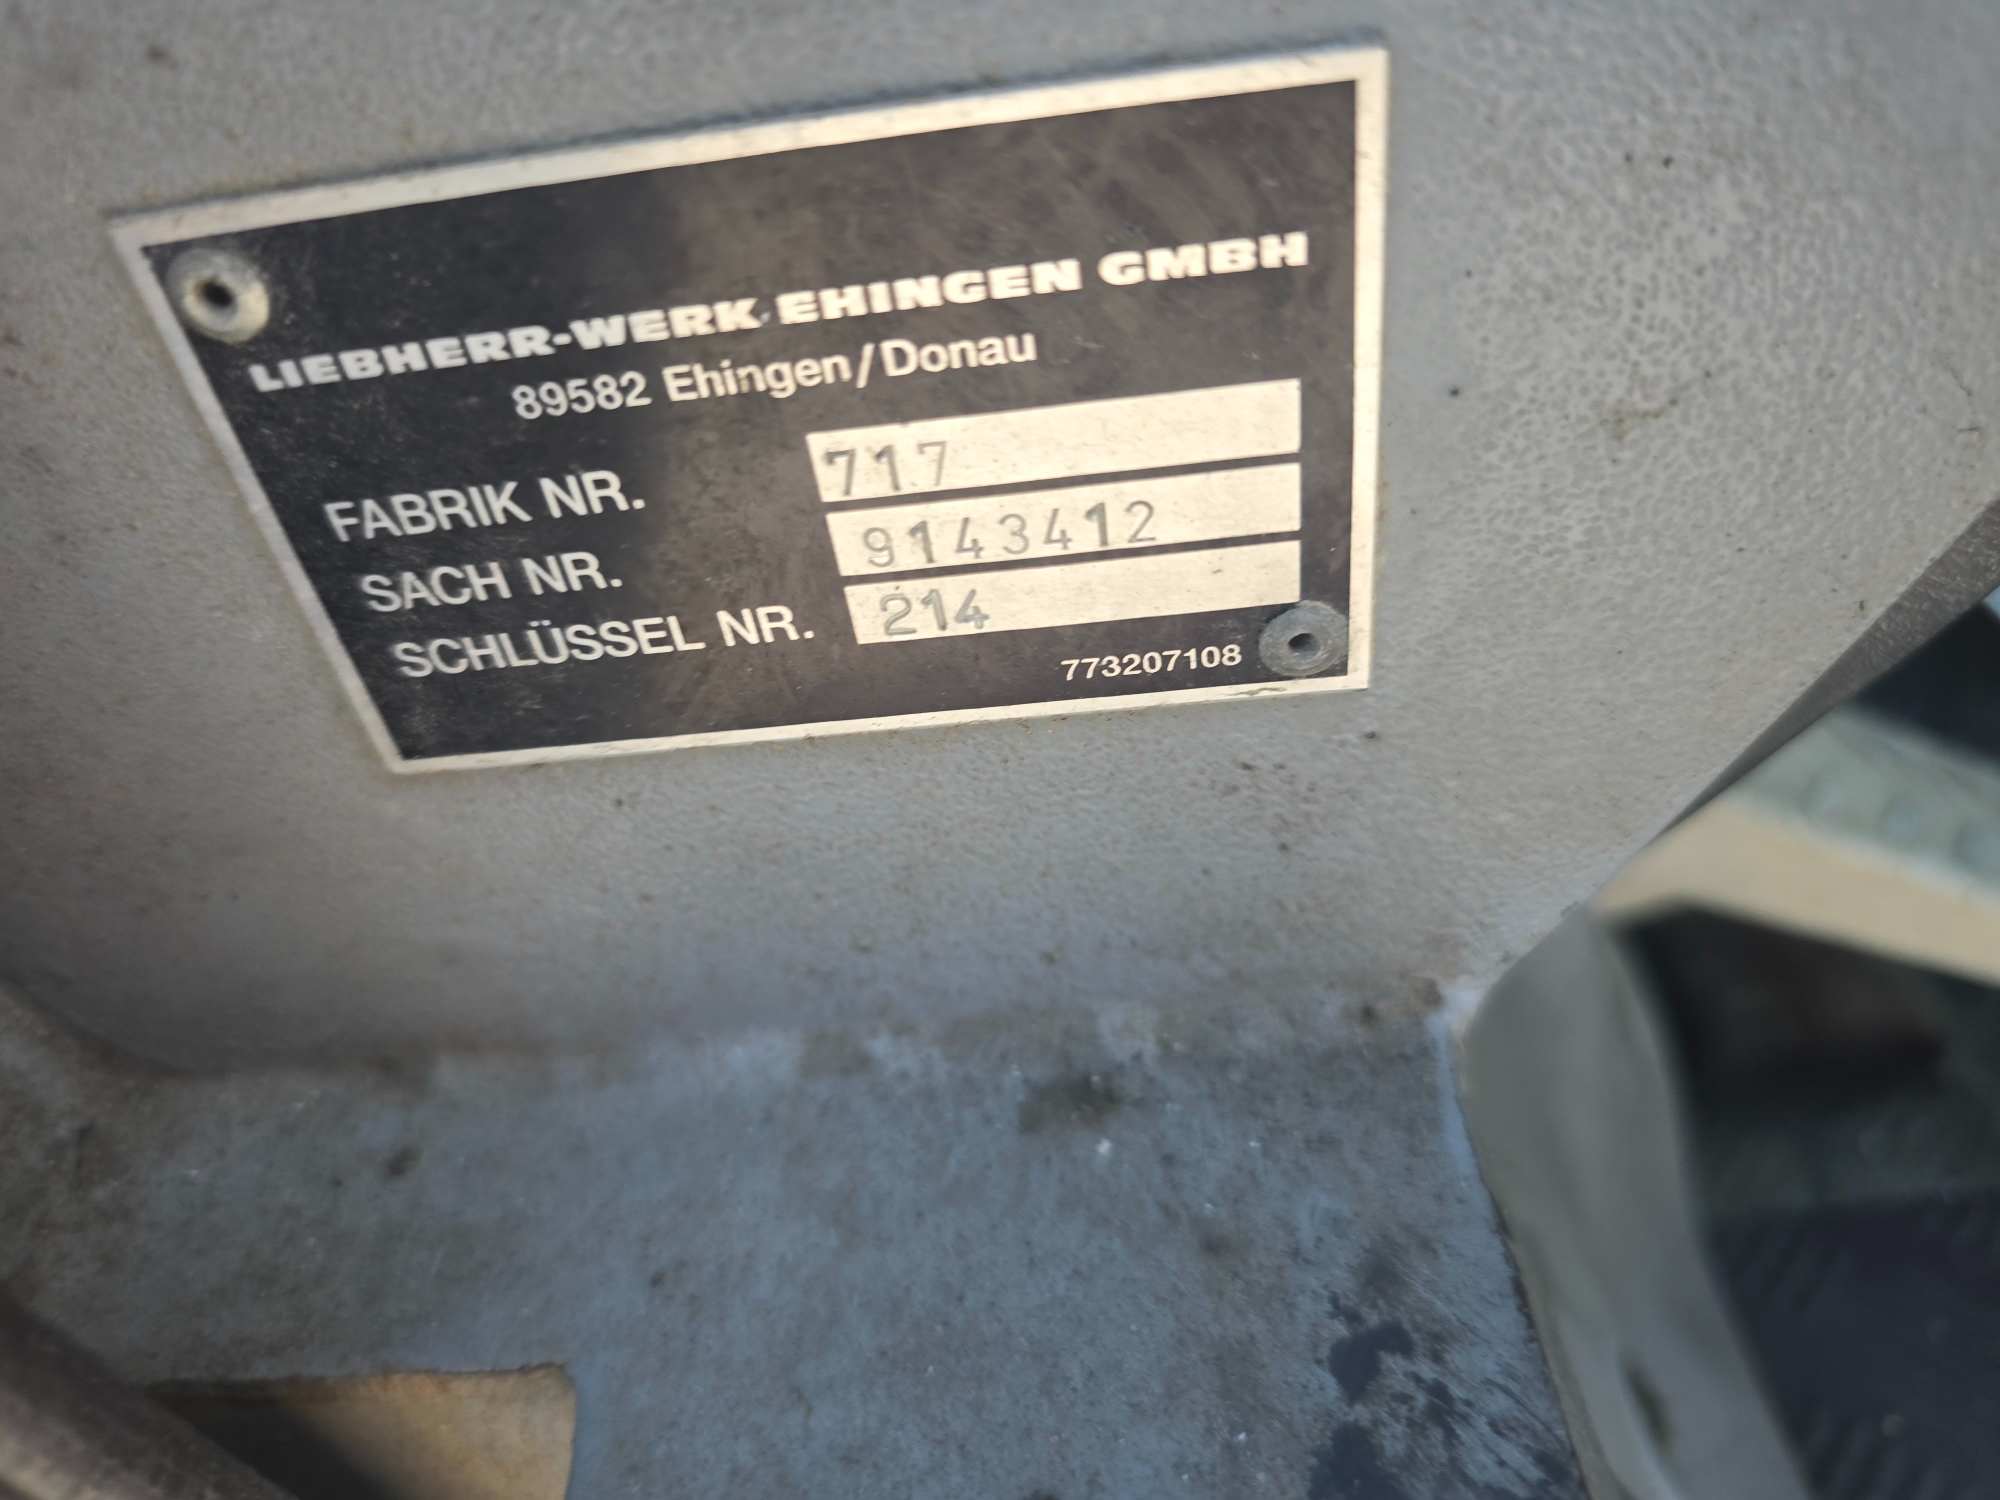 LIEBHERR-WERK EHINGEN GMBH
89582 Ehingen/Donau
FABRIK NR. 717
SACH NR. 9143412
SCHLÜSSEL NR. 214
773207108